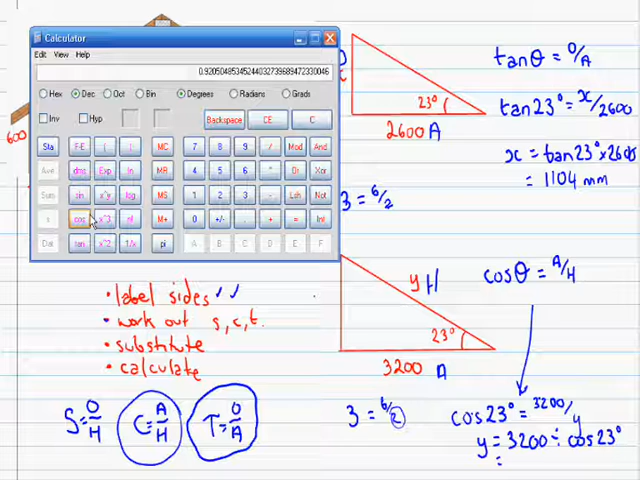 Calculator
Edit View Help
0.92050485345244032739689472330046
Hex Dec Oct Bin Degrees Radians Grads
Inv Hyp Backspace CE C
Sta F-E ( ) MC 7 8 9 / Mod And
Ave dms Exp ln MR 4 5 6 * Or Xor
Sum sin x^y log MS 1 2 3 - Lsh Not
s cos x^3 n! M+ 0 +/- . + = Int
Dat tan x^2 1/x pi A B C D E F
600
23°
2600 A
tanθ = O/A
tan23° = x/2600
x = tan23° × 2600
= 1104 mm
3 = 6/2
• label sides ✓ ✓
• work out s, c, t.
• substitute
• calculate
S = O/H
C = A/H
T = O/A
y H
23°
3200 A
cosθ = A/H
3 = 6/2
cos23° = 3200/y
y = 3200 ÷ cos23°
=